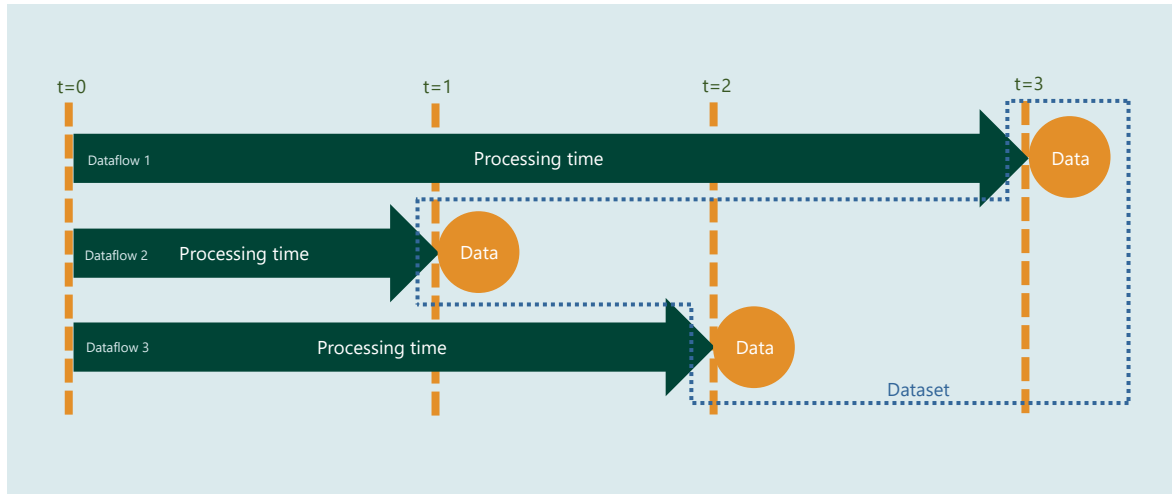 t=0
t=1
t=2
t=3
Dataflow 1
Processing time
Data
Dataflow 2
Processing time
Data
Dataflow 3
Processing time
Data
Dataset